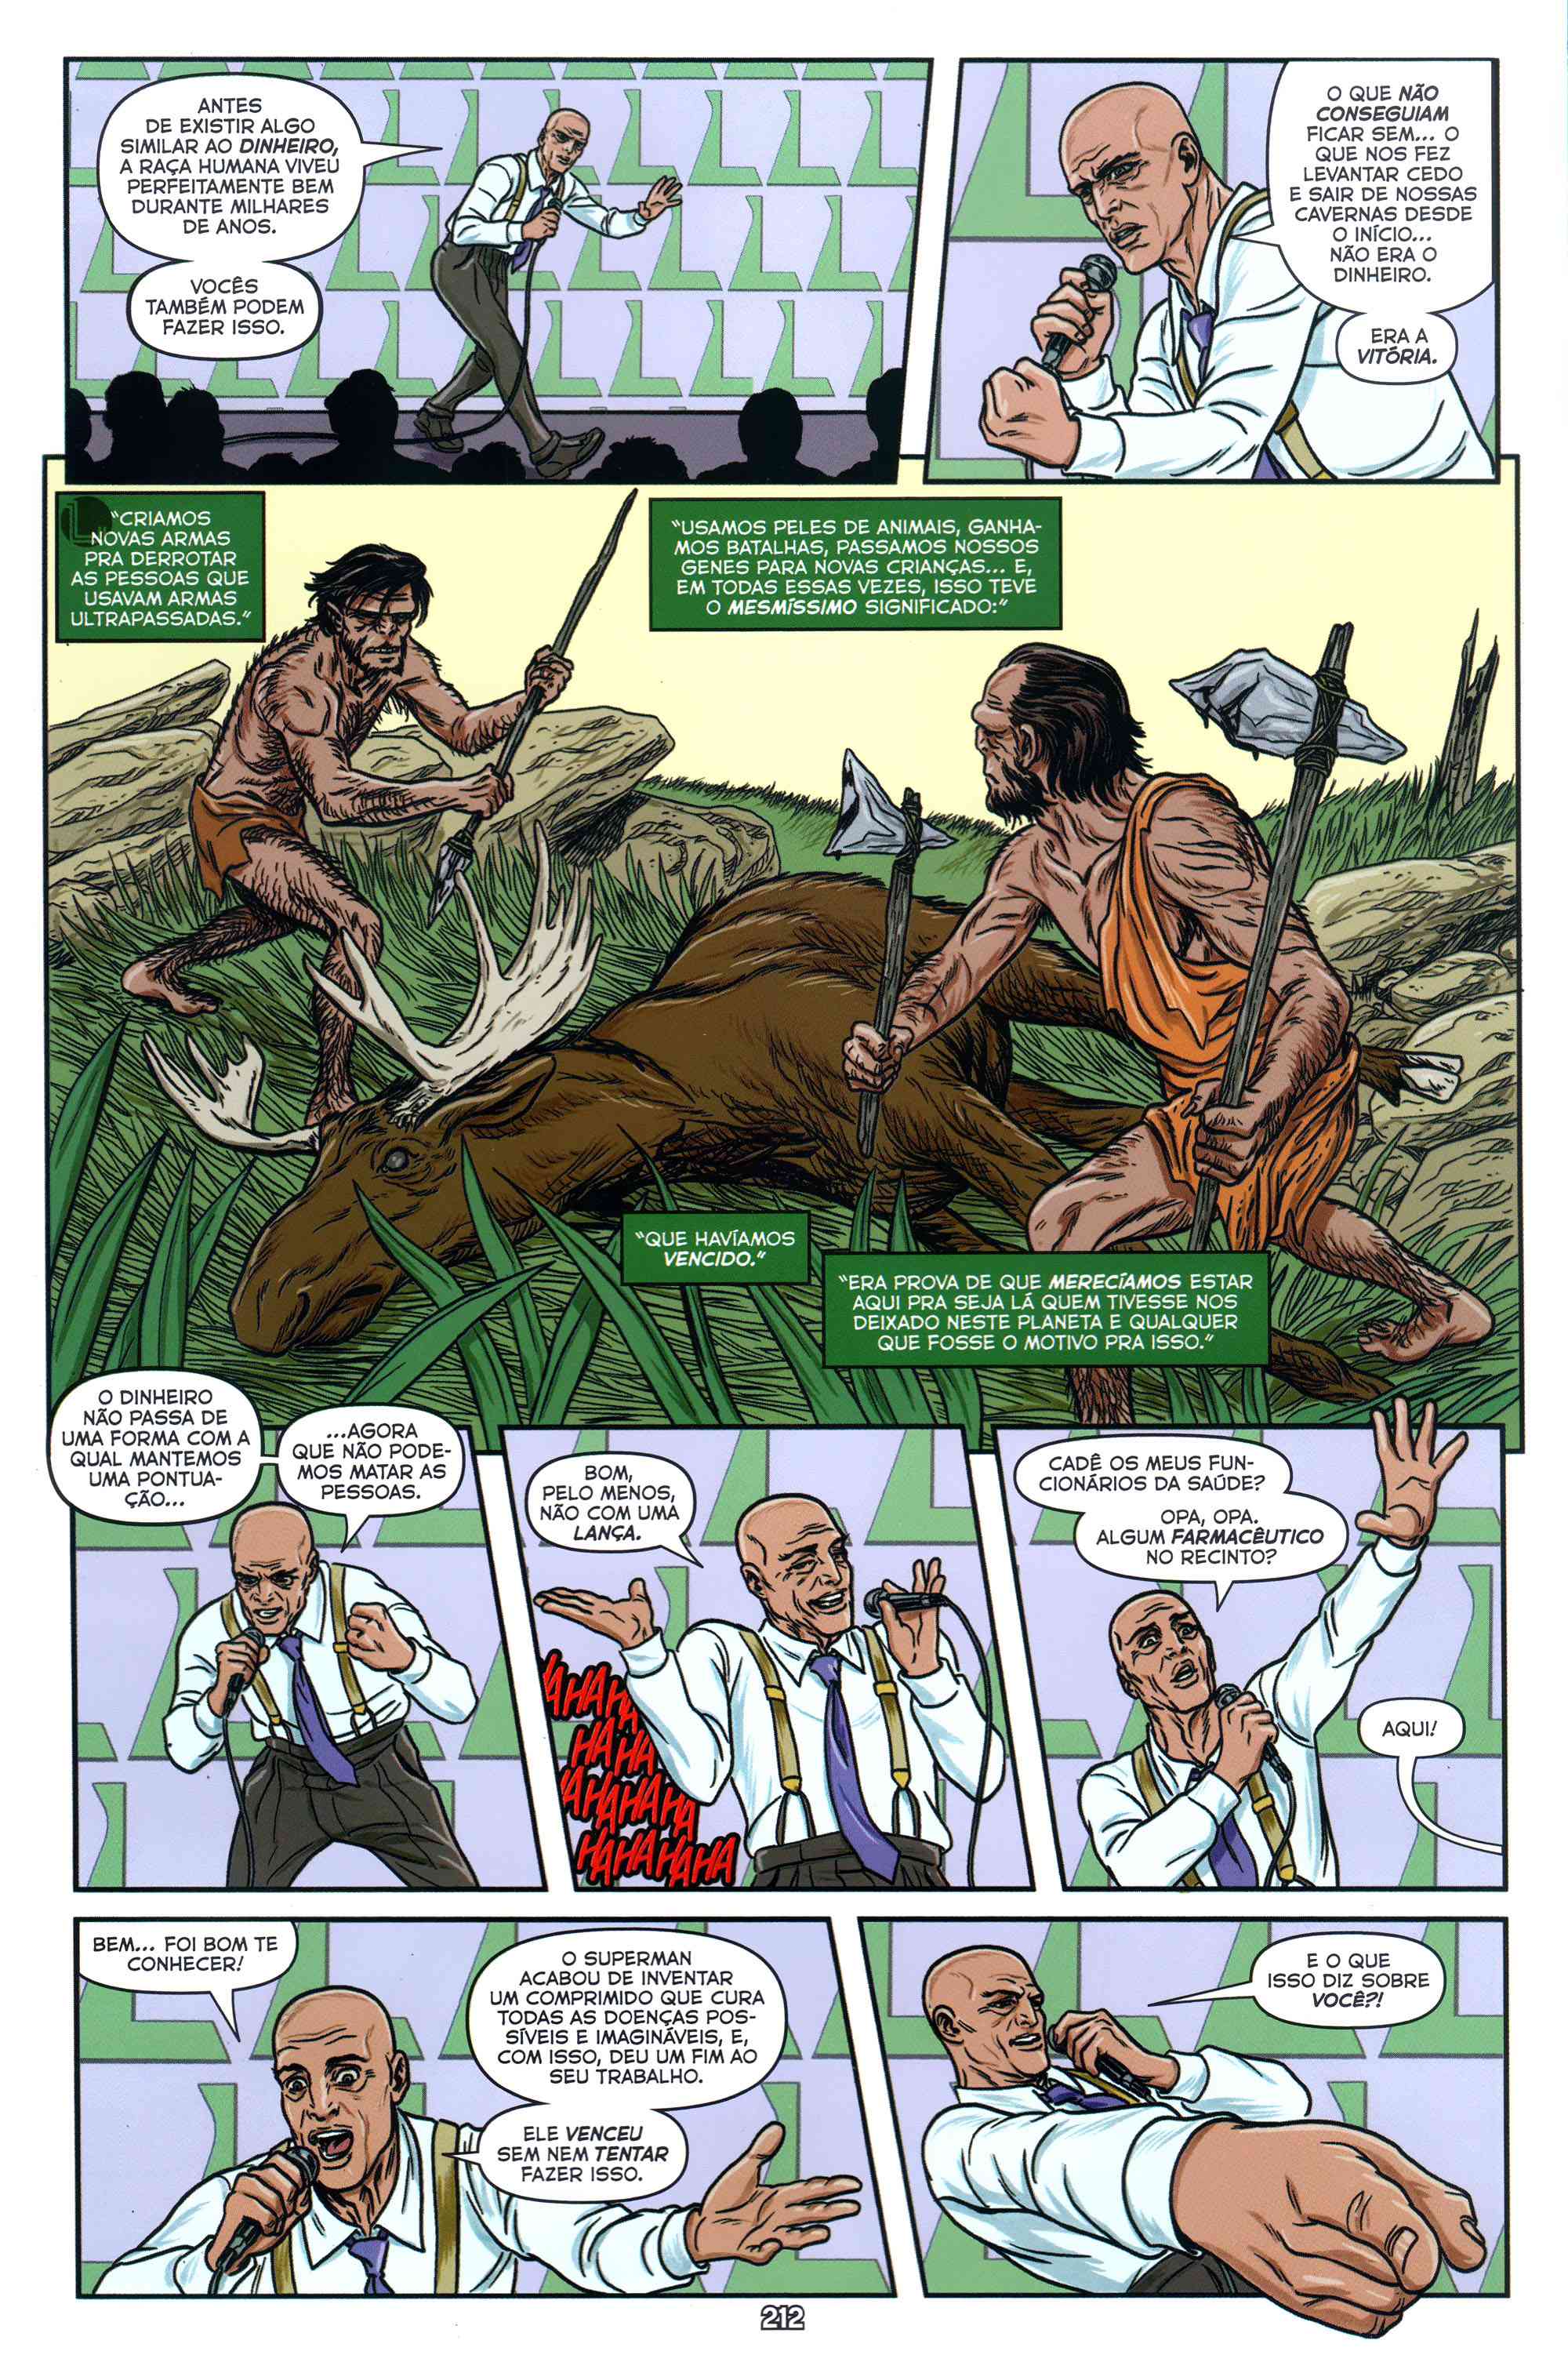 ANTES
DE EXISTIR ALGO
SIMILAR AO DINHEIRO,
A RAÇA HUMANA VIVEU
PERFEITAMENTE BEM
DURANTE MILHARES
DE ANOS.
VOCÊS
TAMBÉM PODEM
FAZER ISSO.
O QUE NÃO
CONSEGUIAM
FICAR SEM... O
QUE NOS FEZ
LEVANTAR CEDO
E SAIR DE NOSSAS
CAVERNAS DESDE
O INÍCIO...
NÃO ERA O
DINHEIRO.
ERA A
VITÓRIA.
"CRIAMOS
NOVAS ARMAS
PRA DERROTAR
AS PESSOAS QUE
USAVAM ARMAS
ULTRAPASSADAS."
"USAMOS PELES DE ANIMAIS, GANHA-
MOS BATALHAS, PASSAMOS NOSSOS
GENES PARA NOVAS CRIANÇAS... E,
EM TODAS ESSAS VEZES, ISSO TEVE
O MESMÍSSIMO SIGNIFICADO:"
"QUE HAVÍAMOS
VENCIDO."
"ERA PROVA DE QUE MERECÍAMOS ESTAR
AQUI PRA SEJA LÁ QUEM TIVESSE NOS
DEIXADO NESTE PLANETA E QUALQUER
QUE FOSSE O MOTIVO PRA ISSO."
O DINHEIRO
NÃO PASSA DE
UMA FORMA COM A
QUAL MANTEMOS
UMA PONTUA-
ÇÃO...
...AGORA
QUE NÃO PODE-
MOS MATAR AS
PESSOAS.
BOM,
PELO MENOS,
NÃO COM UMA
LANÇA.
HAHAHA
HAHA
HAHAHAHA
HAHAHAHA
CADÊ OS MEUS FUN-
CIONÁRIOS DA SAÚDE?
OPA, OPA.
ALGUM FARMACÊUTICO
NO RECINTO?
AQUI!
BEM... FOI BOM TE
CONHECER!
O SUPERMAN
ACABOU DE INVENTAR
UM COMPRIMIDO QUE CURA
TODAS AS DOENÇAS POS-
SÍVEIS E IMAGINÁVEIS, E,
COM ISSO, DEU UM FIM AO
SEU TRABALHO.
ELE VENCEU
SEM NEM TENTAR
FAZER ISSO.
E O QUE
ISSO DIZ SOBRE
VOCÊ?!
212